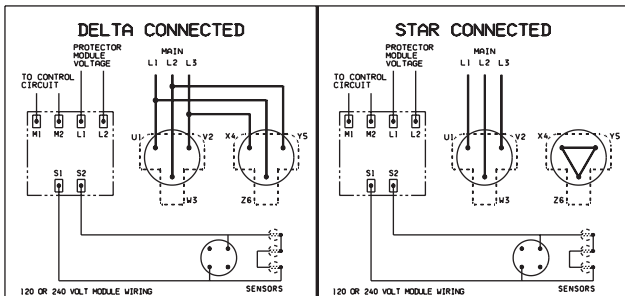 DELTA CONNECTED
PROTECTOR
MODULE
VOLTAGE
MAIN
L1 L2 L3
TO CONTROL
CIRCUIT
M1 M2 L1 L2
U1 V2 X4 Y5
S1 S2
W3 Z6
120 OR 240 VOLT MODULE WIRING
SENSORS
STAR CONNECTED
PROTECTOR
MODULE
VOLTAGE
MAIN
L1 L2 L3
TO CONTROL
CIRCUIT
M1 M2 L1 L2
U1 V2 X4 Y5
S1 S2
W3 Z6
120 OR 240 VOLT MODULE WIRING
SENSORS